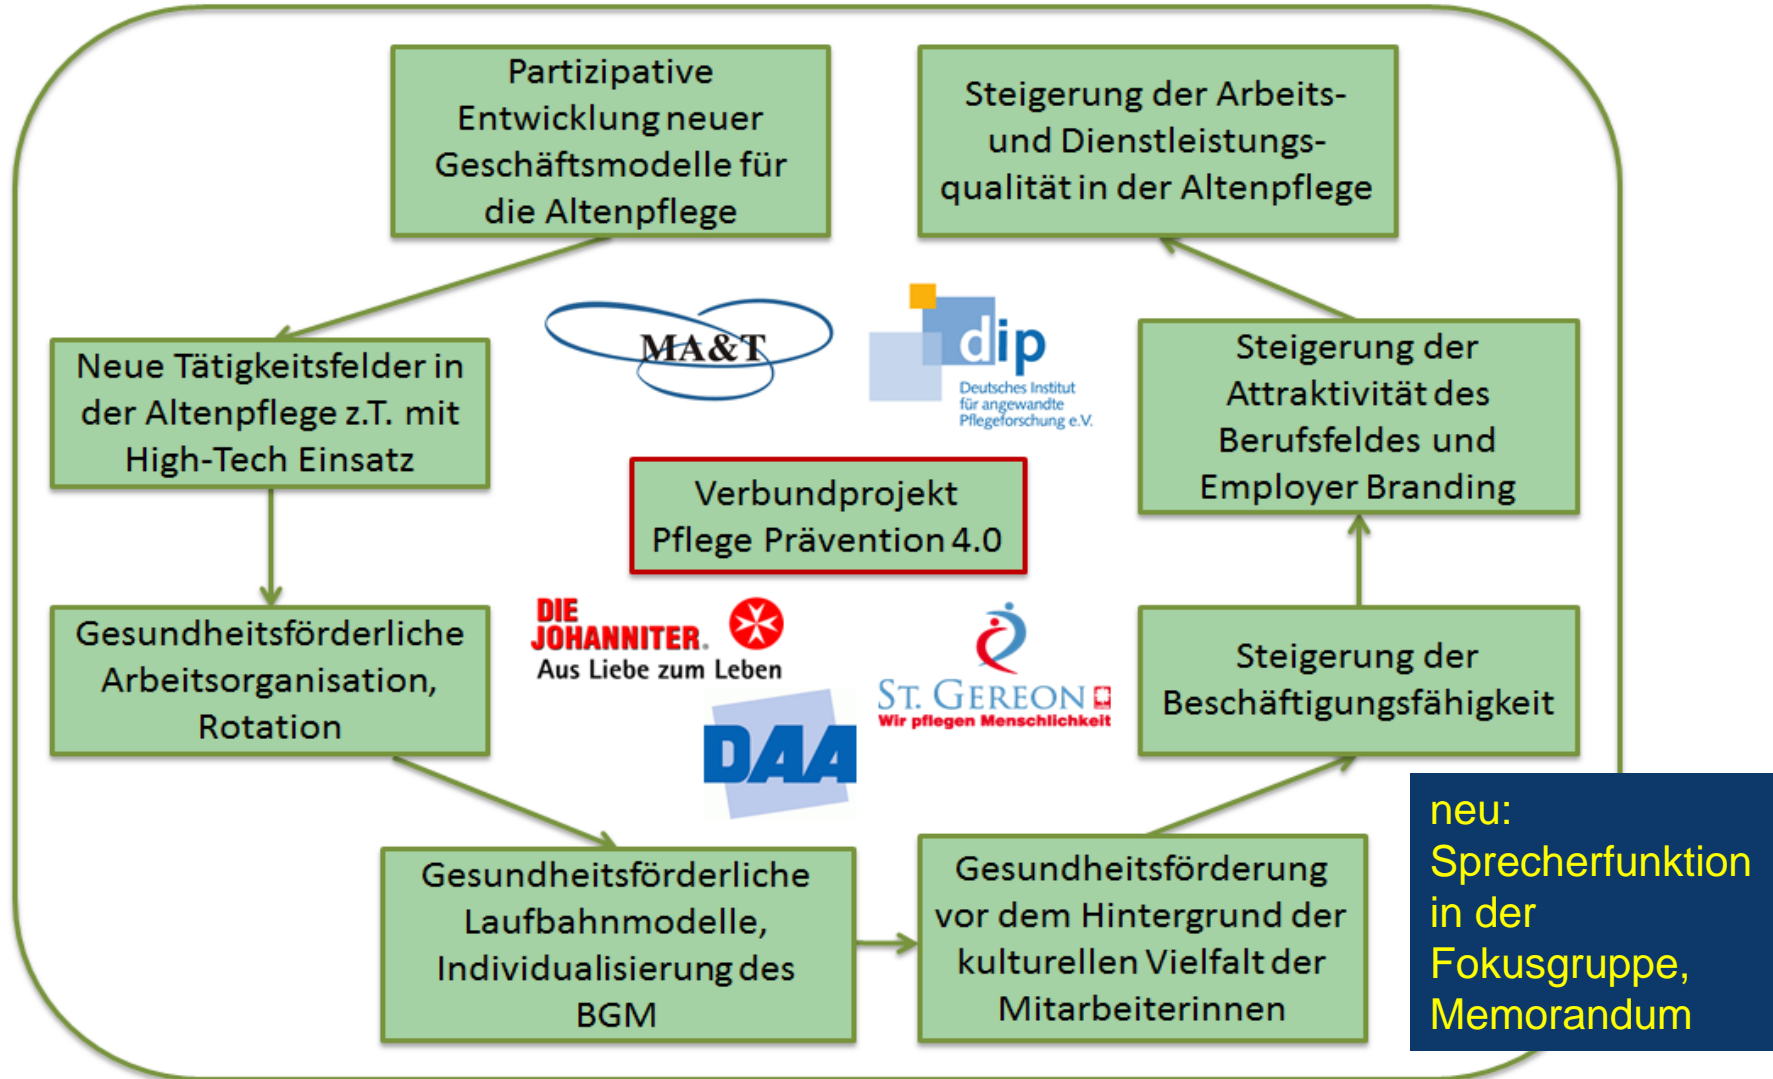 Partizipative
Entwicklung neuer
Geschäftsmodelle für
die Altenpflege
Steigerung der Arbeits-
und Dienstleistungs-
qualität in der Altenpflege
MA&T
dip
Deutsches Institut
für angewandte
Pflegeforschung e.V.
Neue Tätigkeitsfelder in
der Altenpflege z.T. mit
High-Tech Einsatz
Steigerung der
Attraktivität des
Berufsfeldes und
Employer Branding
Verbundprojekt
Pflege Prävention 4.0
Gesundheitsförderliche
Arbeitsorganisation,
Rotation
DIE
JOHANNITER.
Aus Liebe zum Leben
ST. GEREON
Wir pflegen Menschlichkeit
DAA
Steigerung der
Beschäftigungsfähigkeit
Gesundheitsförderliche
Laufbahnmodelle,
Individualisierung des
BGM
Gesundheitsförderung
vor dem Hintergrund der
kulturellen Vielfalt der
Mitarbeiterinnen
neu:
Sprecherfunktion
in der
Fokusgruppe,
Memorandum